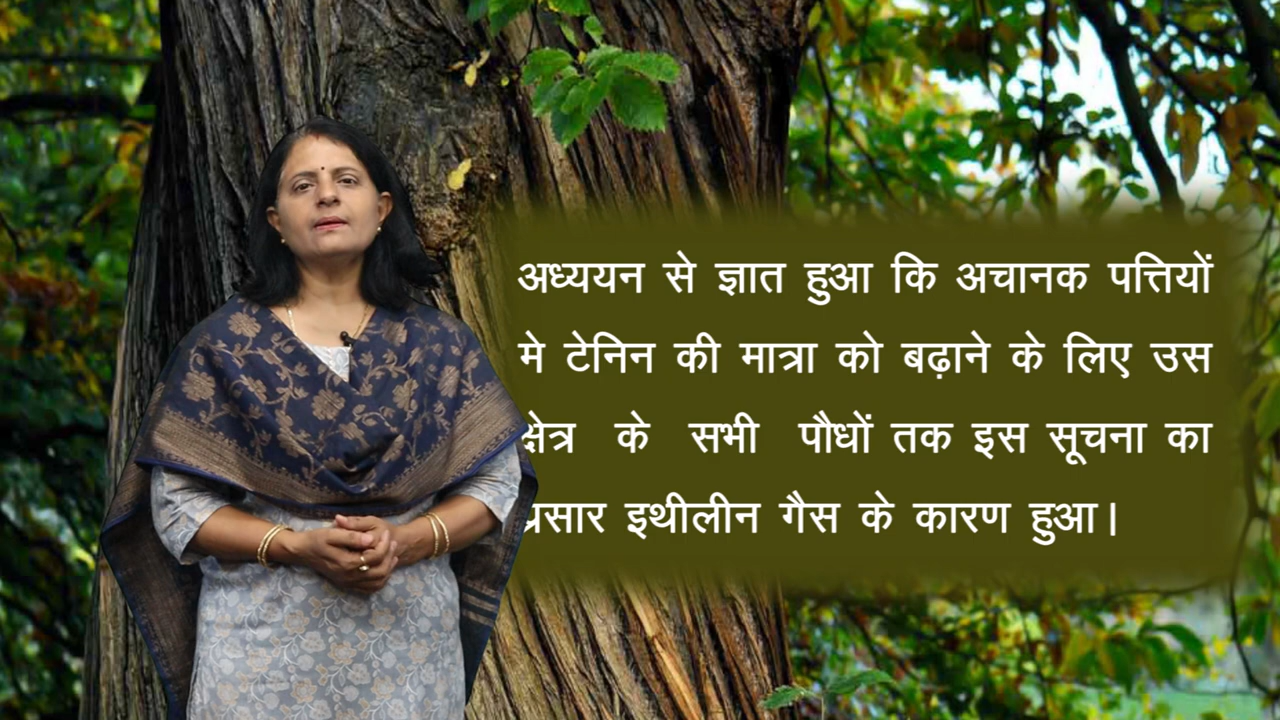 अध्ययन से ज्ञात हुआ कि अचानक पत्तियों
मे टेनिन की मात्रा को बढ़ाने के लिए उस
क्षेत्र के सभी पौधों तक इस सूचना का
प्रसार इथीलीन गैस के कारण हुआ।